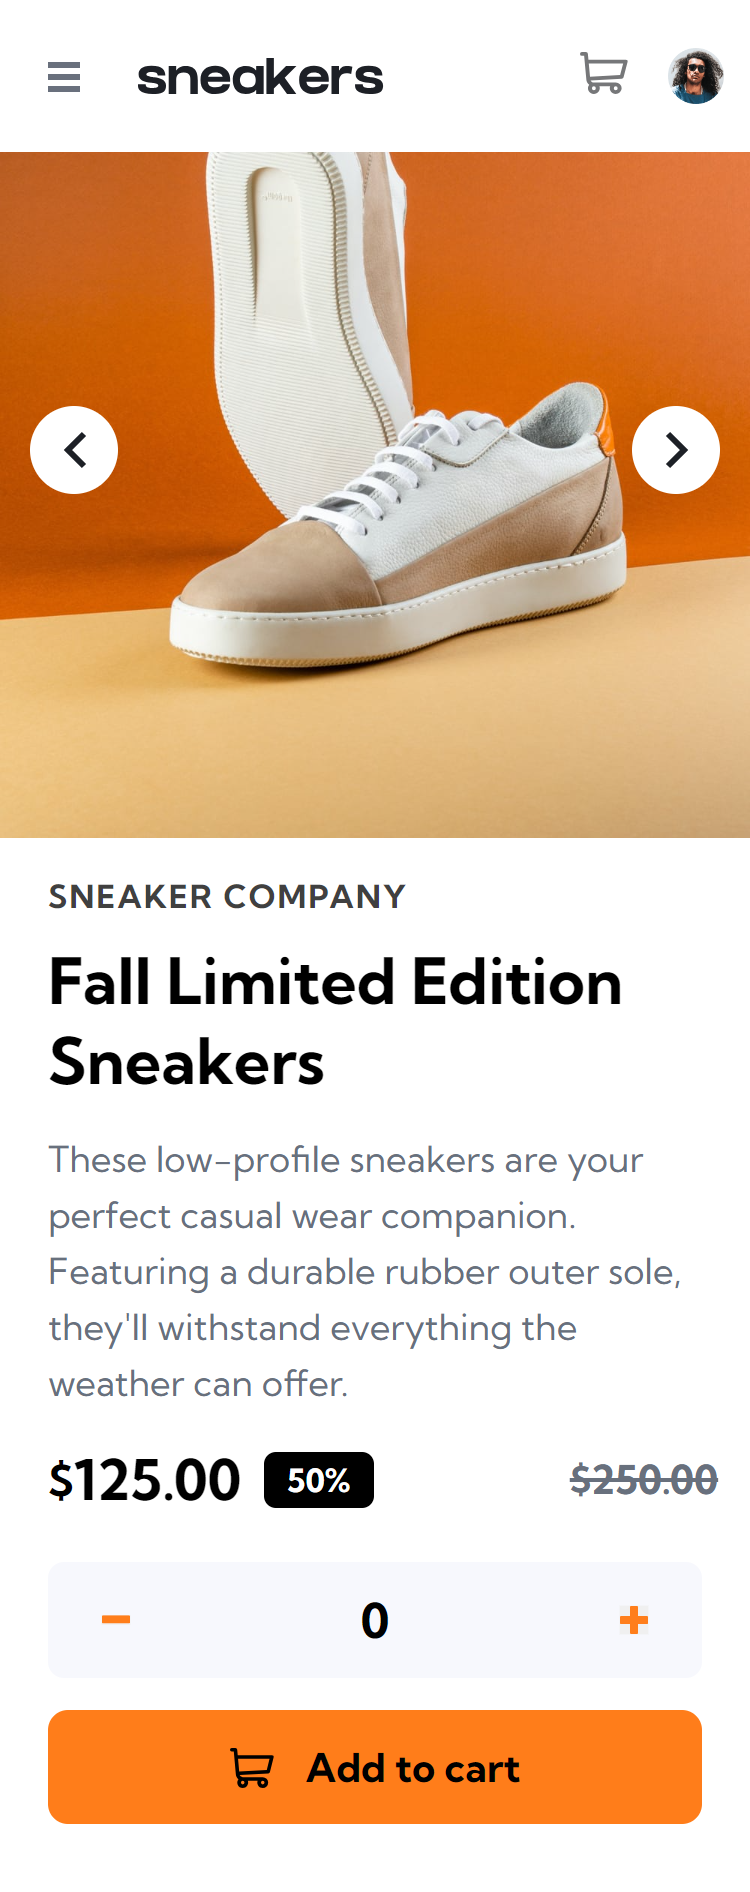 sneakers
SNEAKER COMPANY
Fall Limited Edition
Sneakers
These low-profile sneakers are your
perfect casual wear companion.
Featuring a durable rubber outer sole,
they'll withstand everything the
weather can offer.
$125.00 50% $250.00
0
Add to cart